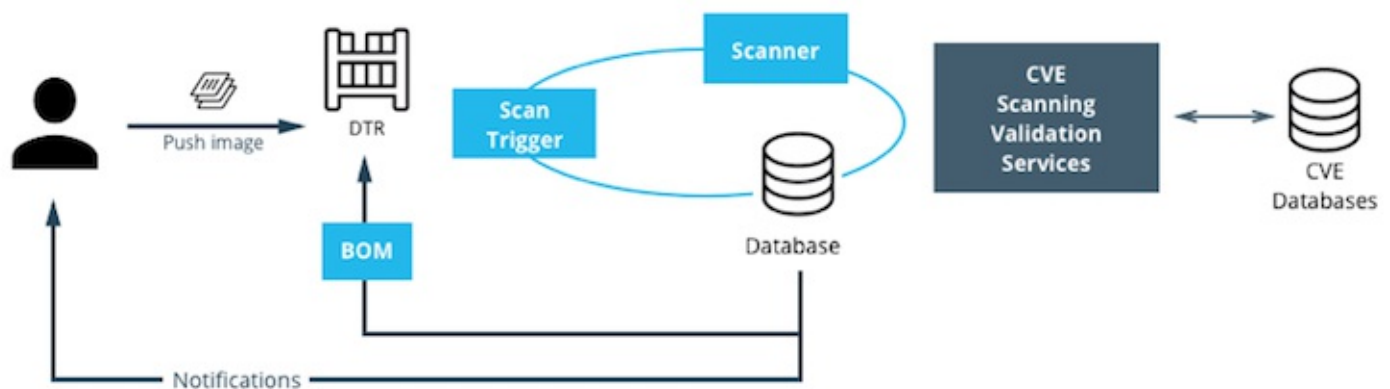 Push image
DTR
Scan
Trigger
Scanner
CVE
Scanning
Validation
Services
CVE
Databases
BOM
Database
Notifications